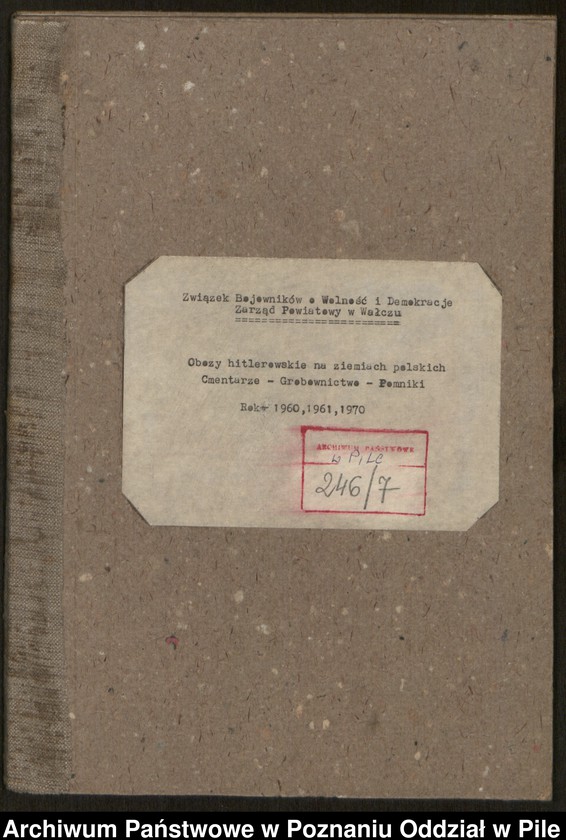 Związek Bojowników o Wolność i Demokracje
Zarząd Powiatowy w Wałczu
=========================
Obozy hitlerowskie na ziemiach polskich
Cmentarze - Grobownictwo - Pomniki
Rok 1960,1961,1970
ARCHIWUM PAŃSTWOWE
W PILE
246/7
Archiwum Państwowe w Poznaniu Oddział w Pile